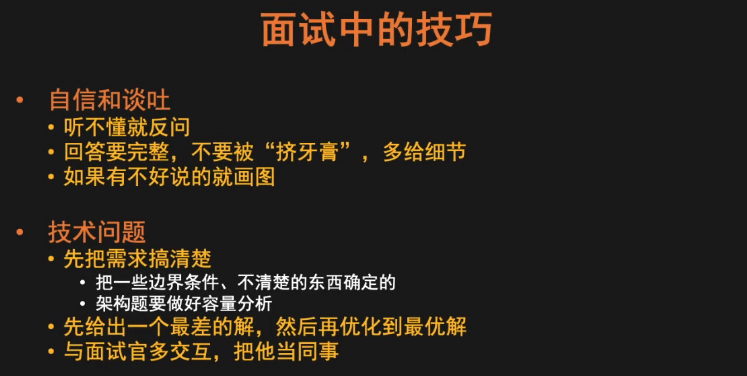 面试中的技巧
• 自信和谈吐
• 听不懂就反问
• 回答要完整，不要被“挤牙膏”，多给细节
• 如果有不好说的就画图
• 技术问题
• 先把需求搞清楚
• 把一些边界条件、不清楚的东西确定的
• 架构题要做好容量分析
• 先给出一个最差的解，然后再优化到最优解
• 与面试官多交互，把他当同事